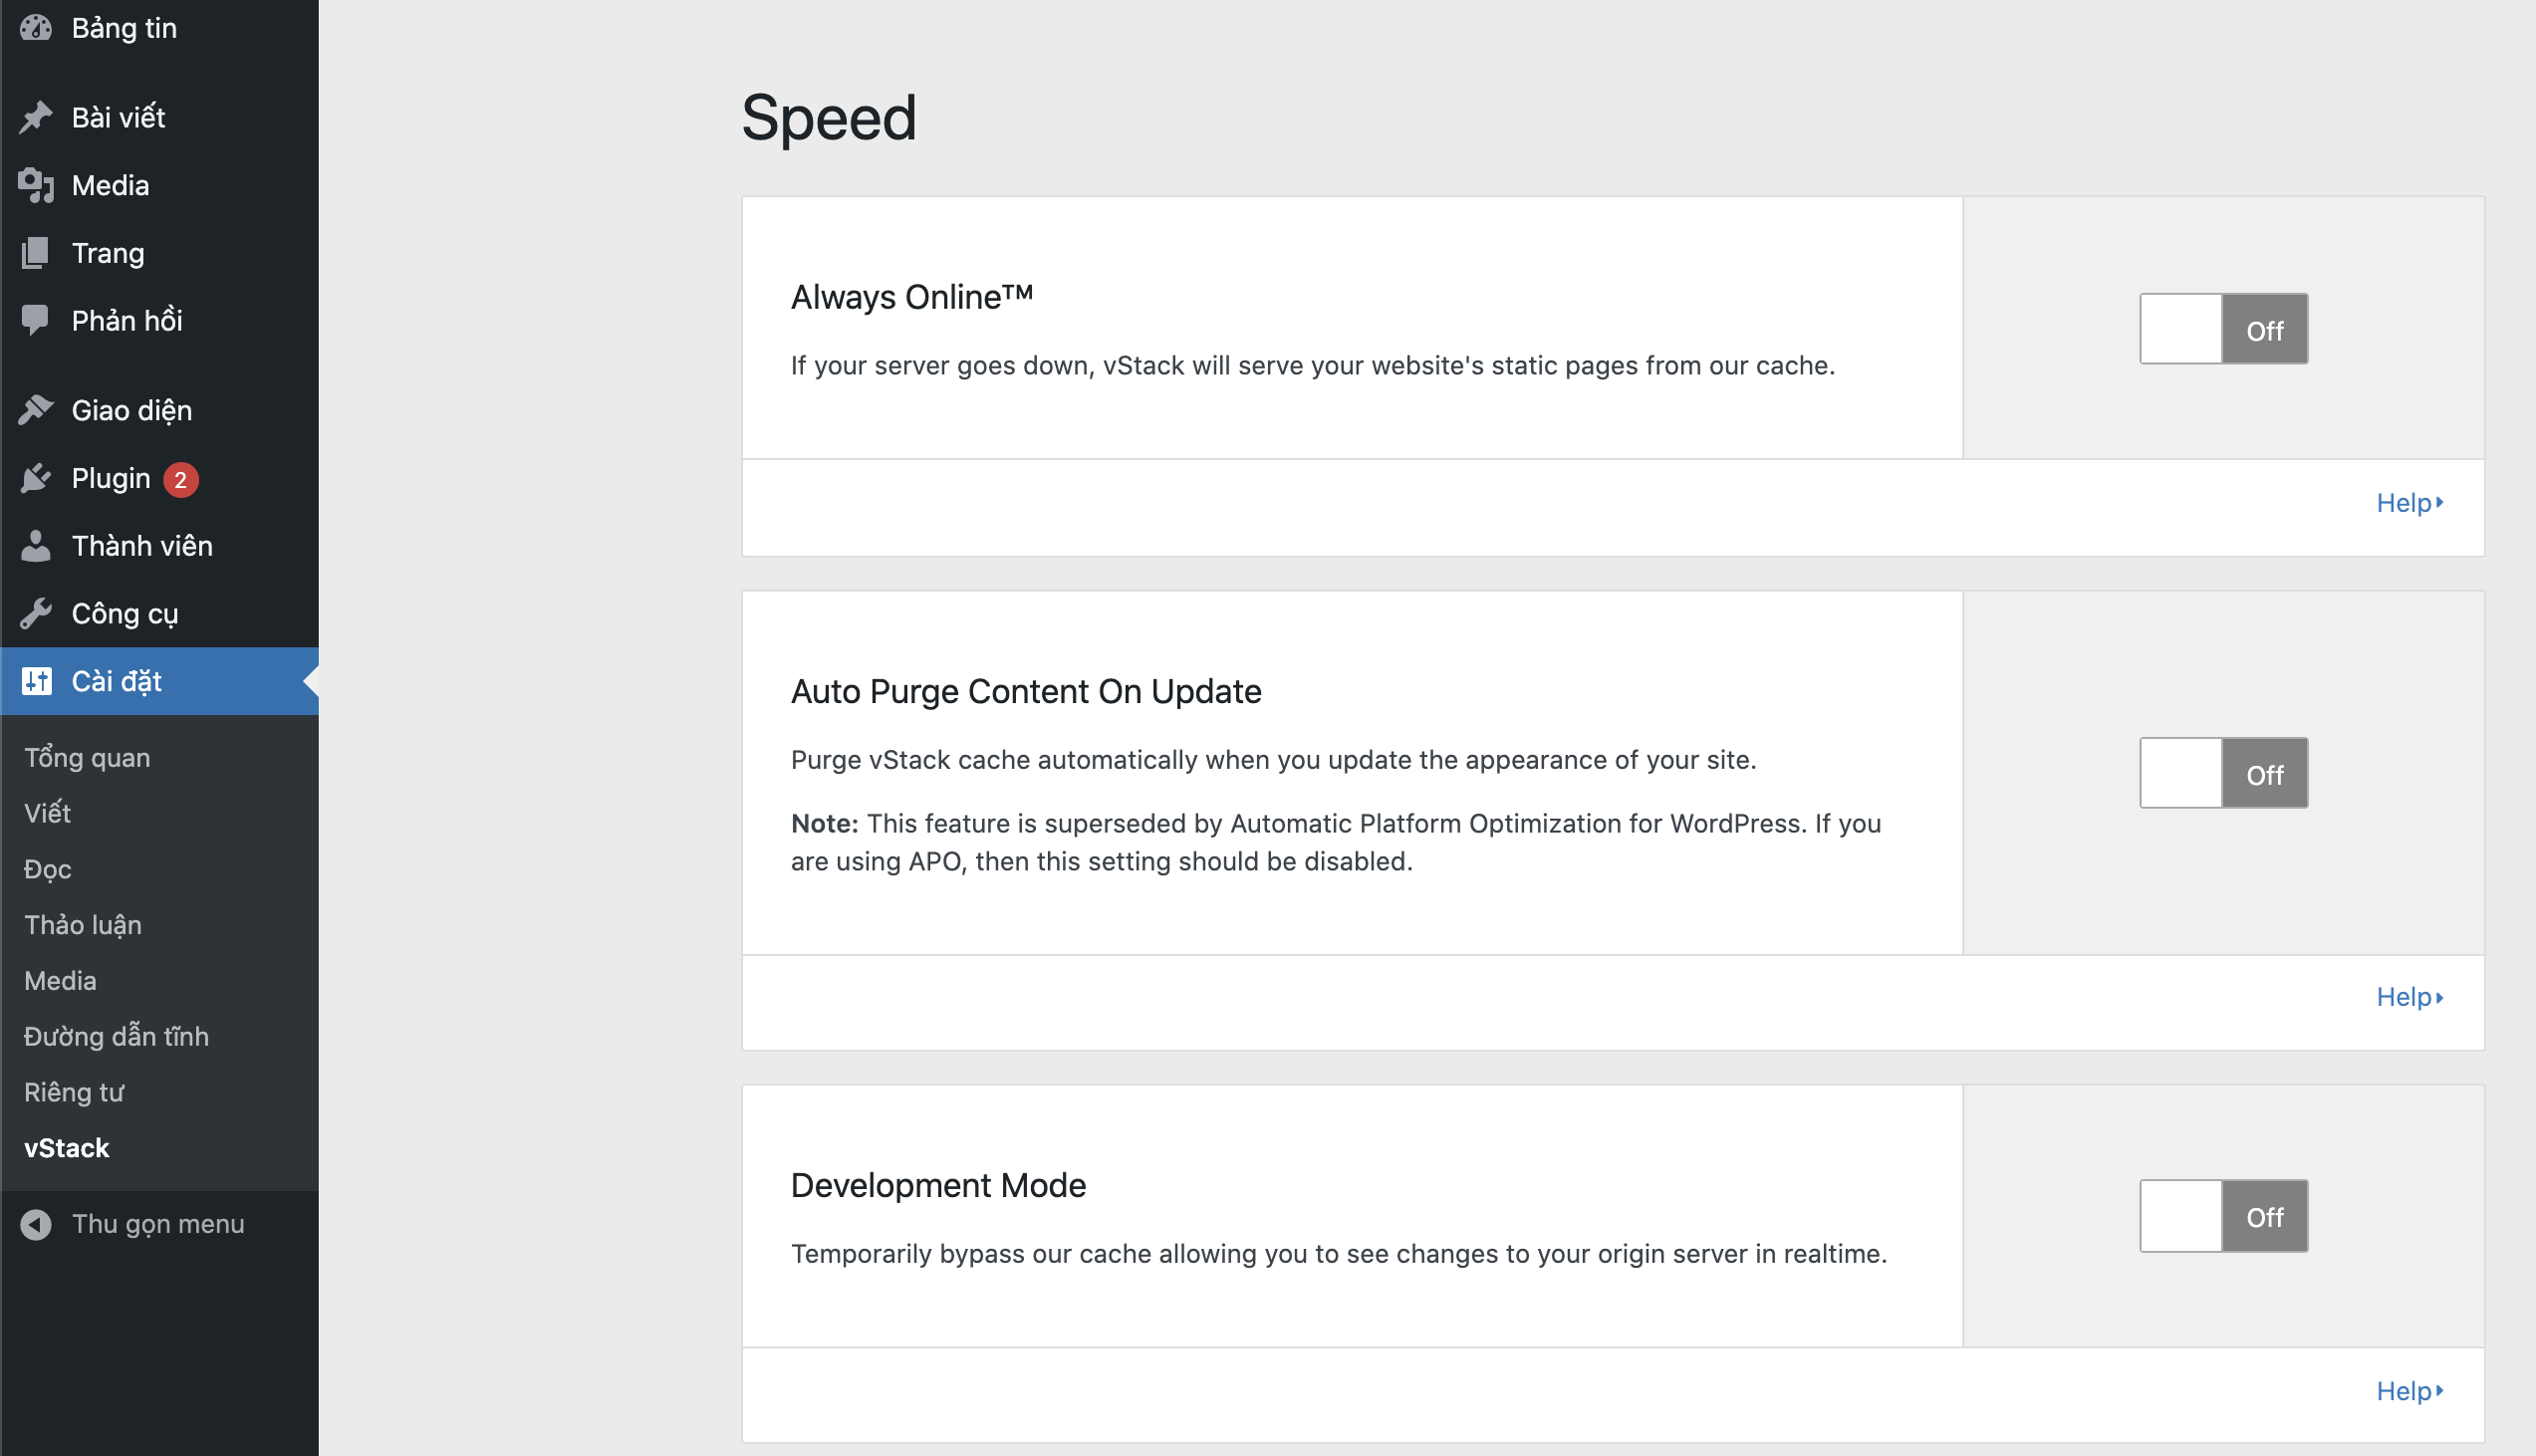 Bảng tin
Bài viết
Media
Trang
Phản hồi
Giao diện
Plugin 2
Thành viên
Công cụ
Cài đặt
Tổng quan
Viết
Đọc
Thảo luận
Media
Đường dẫn tĩnh
Riêng tư
vStack
Thu gọn menu
Speed
Always Online™
If your server goes down, vStack will serve your website's static pages from our cache.
Off
Help
Auto Purge Content On Update
Purge vStack cache automatically when you update the appearance of your site.
Note: This feature is superseded by Automatic Platform Optimization for WordPress. If you
are using APO, then this setting should be disabled.
Off
Help
Development Mode
Temporarily bypass our cache allowing you to see changes to your origin server in realtime.
Off
Help